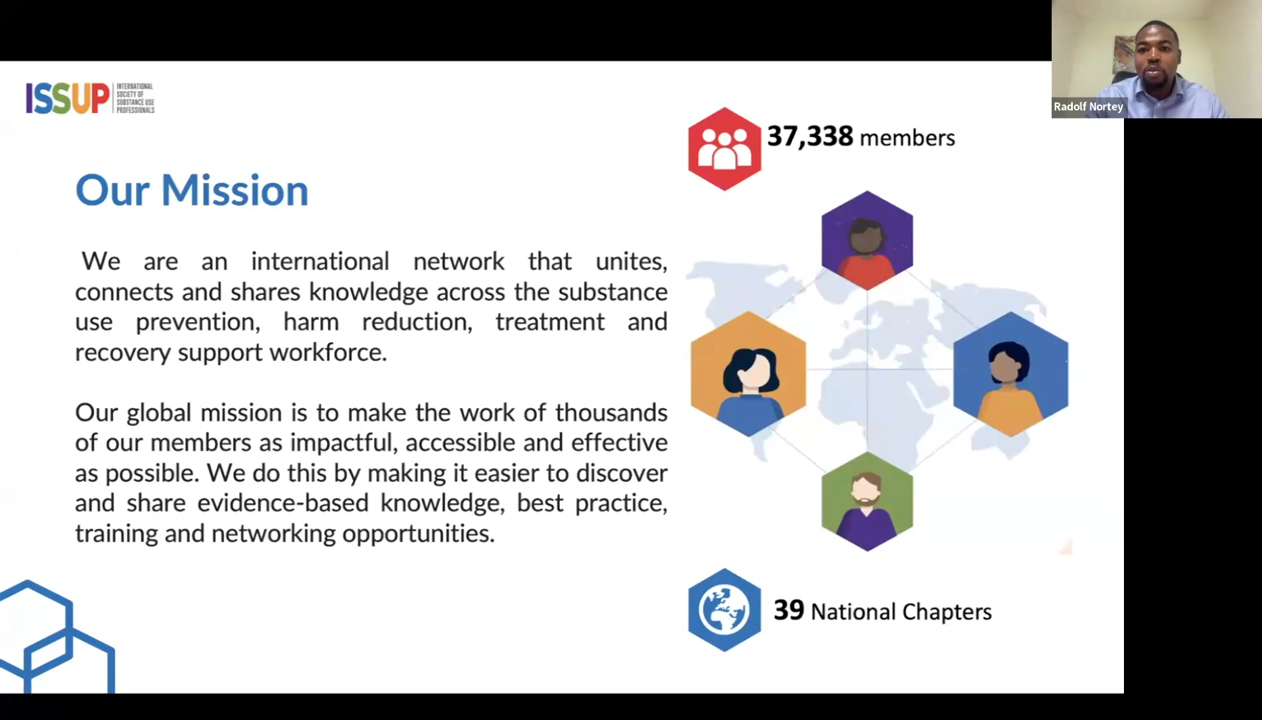 ISSUP
INTERNATIONAL
SOCIETY OF
SUBSTANCE USE
PROFESSIONALS
Radolf Nortey
37,338 members
Our Mission
We are an international network that unites,
connects and shares knowledge across the substance
use prevention, harm reduction, treatment and
recovery support workforce.
Our global mission is to make the work of thousands
of our members as impactful, accessible and effective
as possible. We do this by making it easier to discover
and share evidence-based knowledge, best practice,
training and networking opportunities.
39 National Chapters